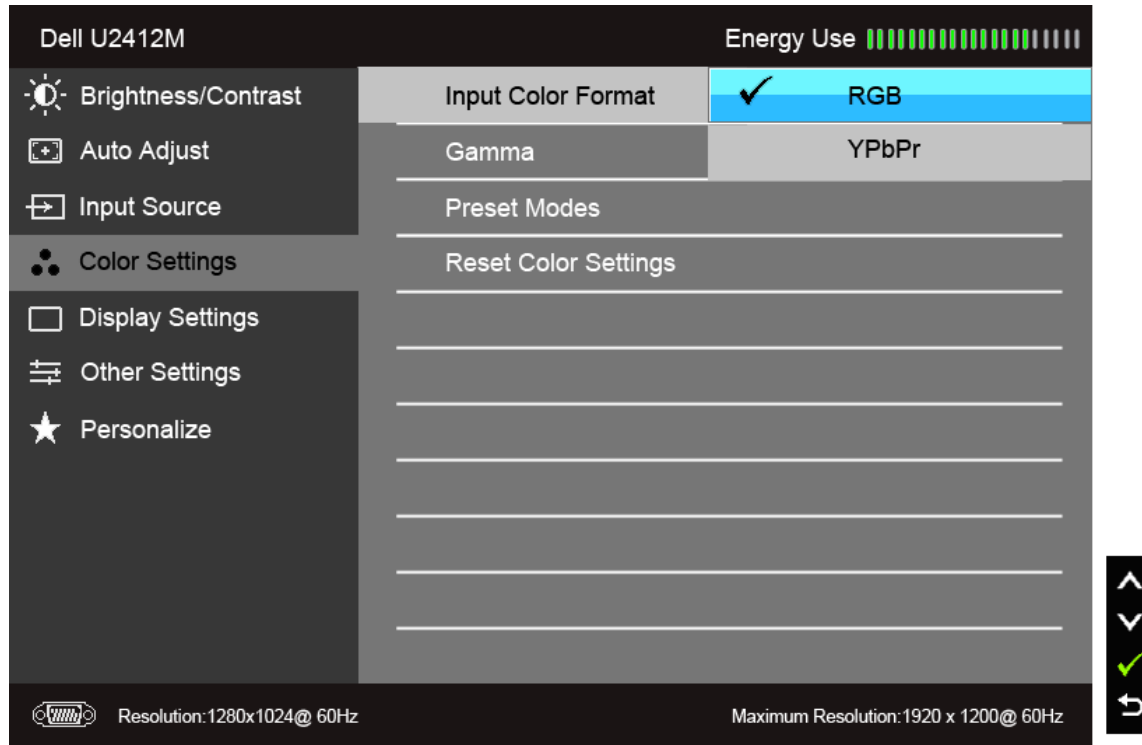 Dell U2412M
Energy Use
Brightness/Contrast
Auto Adjust
Input Source
Color Settings
Display Settings
Other Settings
Personalize
Input Color Format
Gamma
Preset Modes
Reset Color Settings
RGB
YPbPr
Resolution:1280x1024@ 60Hz
Maximum Resolution:1920 x 1200@ 60Hz